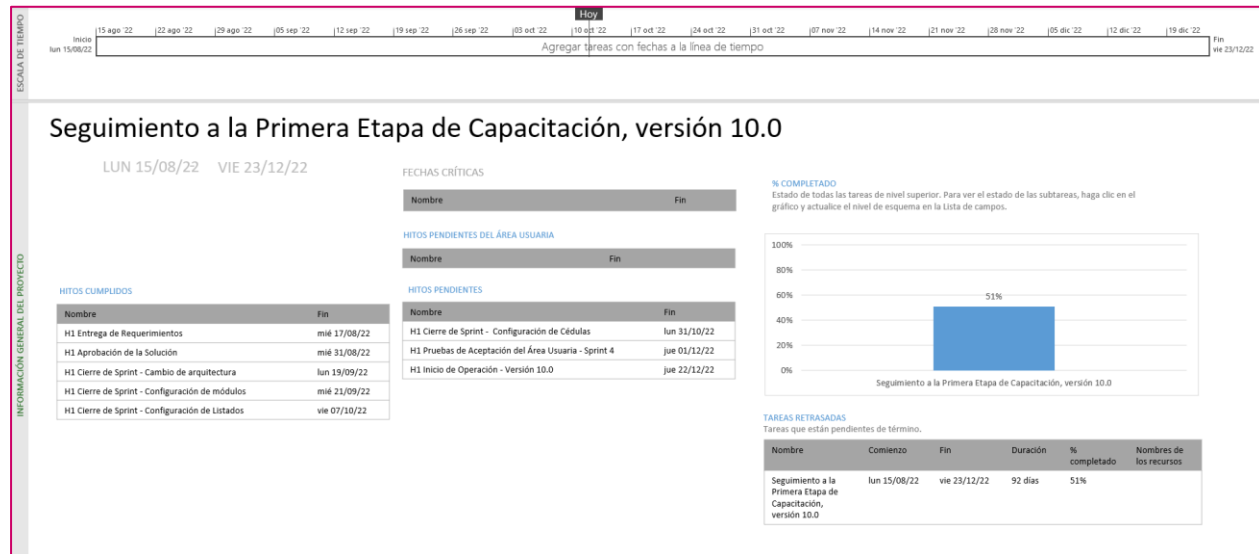 ESCALA DE TIEMPO
Hoy
15 ago '22 22 ago '22 29 ago '22 05 sep '22 12 sep '22 19 sep '22 26 sep '22 03 oct '22 10 oct '22 17 oct '22 24 oct '22 31 oct '22 07 nov '22 14 nov '22 21 nov '22 28 nov '22 05 dic '22 12 dic '22 19 dic '22
Inicio
lun 15/08/22
Agregar tareas con fechas a la línea de tiempo
Fin
vie 23/12/22
INFORMACIÓN GENERAL DEL PROYECTO
Seguimiento a la Primera Etapa de Capacitación, versión 10.0
LUN 15/08/22 VIE 23/12/22
HITOS CUMPLIDOS
Nombre Fin
H1 Entrega de Requerimientos mié 17/08/22
H1 Aprobación de la Solución mié 31/08/22
H1 Cierre de Sprint - Cambio de arquitectura lun 19/09/22
H1 Cierre de Sprint - Configuración de módulos mié 21/09/22
H1 Cierre de Sprint - Configuración de Listados vie 07/10/22
FECHAS CRÍTICAS
Nombre Fin
HITOS PENDIENTES DEL ÁREA USUARIA
Nombre Fin
HITOS PENDIENTES
Nombre Fin
H1 Cierre de Sprint - Configuración de Cédulas lun 31/10/22
H1 Pruebas de Aceptación del Área Usuaria - Sprint 4 jue 01/12/22
H1 Inicio de Operación - Versión 10.0 jue 22/12/22
% COMPLETADO
Estado de todas las tareas de nivel superior. Para ver el estado de las subtareas, haga clic en el
gráfico y actualice el nivel de esquema en la Lista de campos.
100%
80%
60%
40%
20%
0%
51%
Seguimiento a la Primera Etapa de Capacitación, versión 10.0
TAREAS RETRASADAS
Tareas que están pendientes de término.
Nombre Comienzo Fin Duración % Nombres de
completado los recursos
Seguimiento a la lun 15/08/22 vie 23/12/22 92 días 51%
Primera Etapa de
Capacitación,
versión 10.0